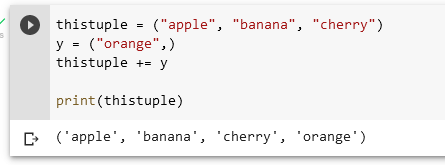 thistuple = ("apple", "banana", "cherry")
y = ("orange",)
thistuple += y
print(thistuple)
('apple', 'banana', 'cherry', 'orange')